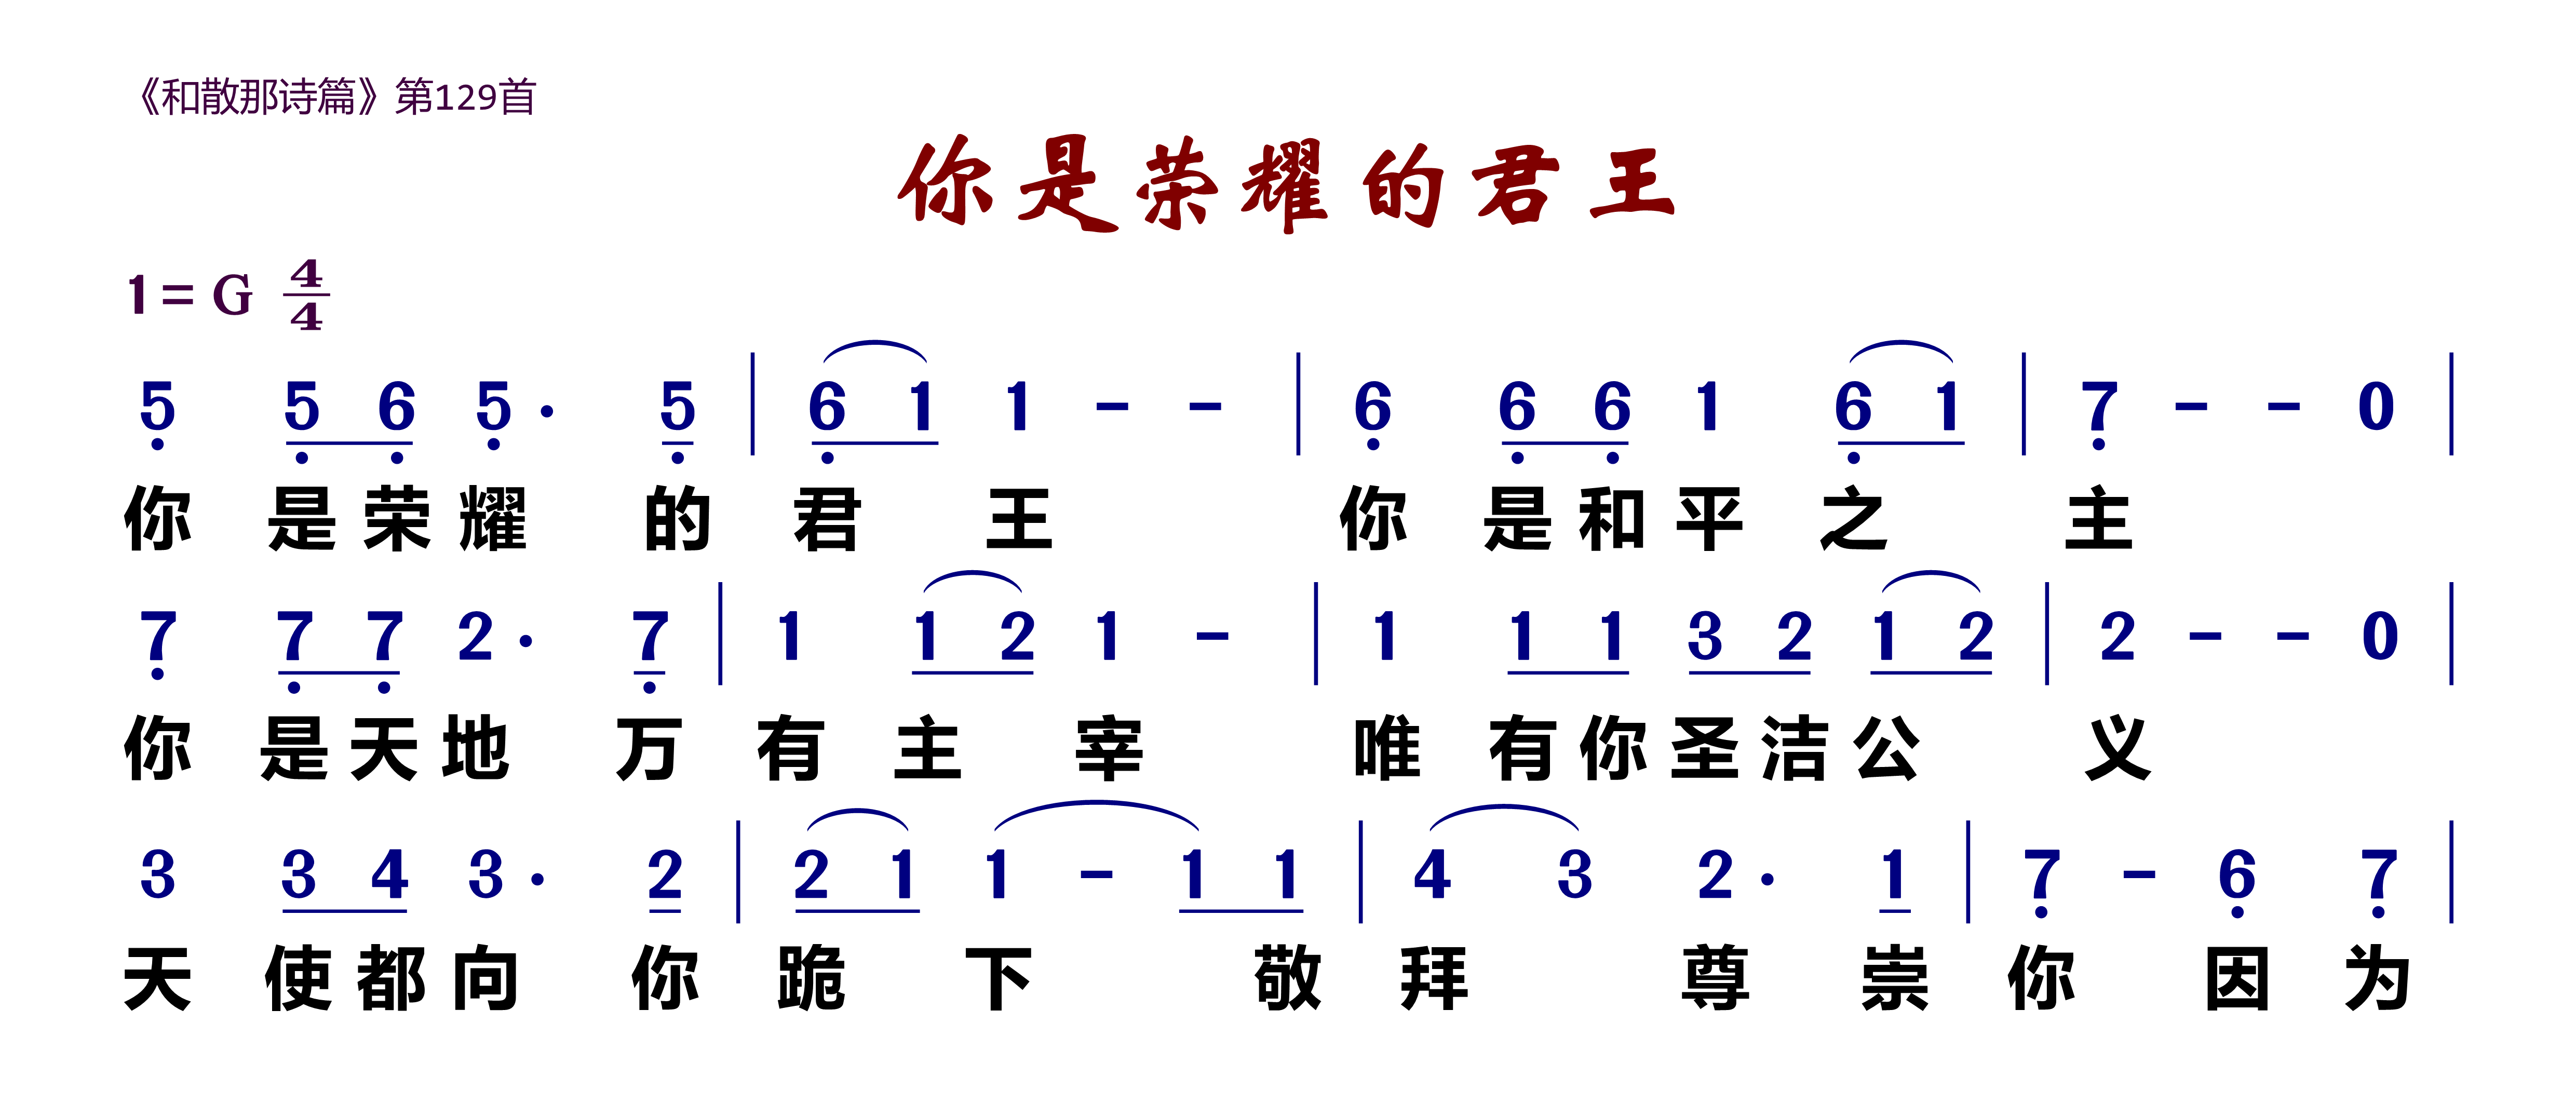 《和散那诗篇》第129首
你是荣耀的君王
1= G 4/4
5 5 6 5 · 5 | 6 1 1 - - | 6 6 6 1 6 1 | 7 - - 0 |
你 是 荣 耀 的 君 王 你 是 和 平 之 主
7 7 7 2 · 7 | 1 1 2 1 - | 1 1 1 3 2 1 2 | 2 - - 0 |
你 是 天 地 万 有 主 宰 唯 有 你 圣 洁 公 义
3 3 4 3 · 2 | 2 1 1 - 1 1 | 4 3 2 · 1 | 7 - 6 7 |
天 使 都 向 你 跪 下 敬 拜 尊 崇 你 因 为